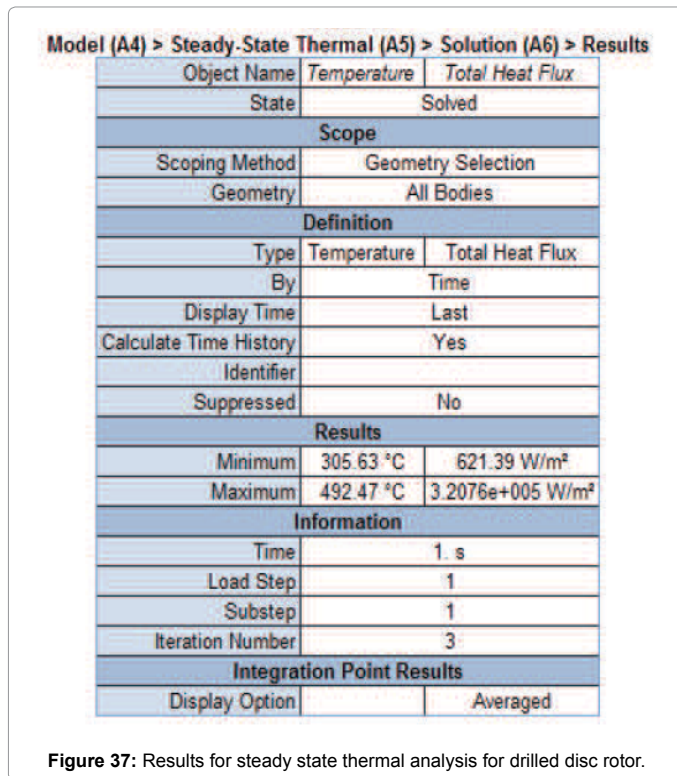 Model (A4) > Steady-State Thermal (A5) > Solution (A6) > Results
Object Name Temperature Total Heat Flux
State Solved
Scope
Scoping Method Geometry Selection
Geometry All Bodies
Definition
Type Temperature Total Heat Flux
By Time
Display Time Last
Calculate Time History Yes
Identifier
Suppressed No
Results
Minimum 305.63 °C 621.39 W/m²
Maximum 492.47 °C 3.2076e+005 W/m²
Information
Time 1. s
Load Step 1
Substep 1
Iteration Number 3
Integration Point Results
Display Option Averaged
Figure 37: Results for steady state thermal analysis for drilled disc rotor.